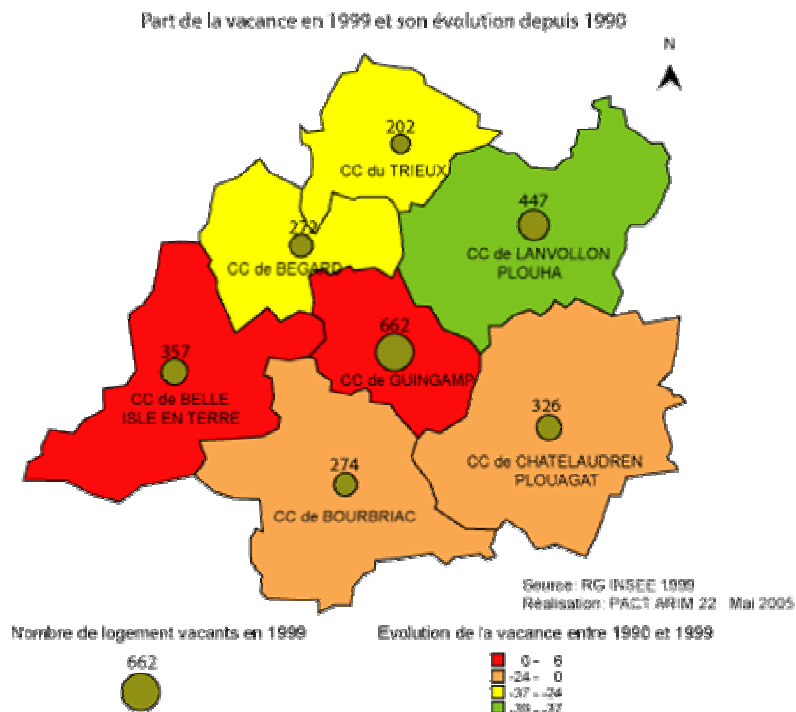 Part de la vacance en 1999 et son évolution depuis 1990
N
202
CC du TRIEUX
447
CC de LANVOLLON
PLOUHA
272
CC de BEGARD
662
CC de GUINGAMP
357
CC de BELLE
ISLE EN TERRE
326
CC de CHATELAUDREN
PLOUAGAT
274
CC de BOURBRIAC
Source: RG INSEE 1999
Réalisation: PACT ARIM 22 Mai 2005
Nombre de logement vacants en 1999
662
Evolution de la vacance entre 1990 et 1999
0 - 6
-24 - 0
-37 - -24
-39 - -37